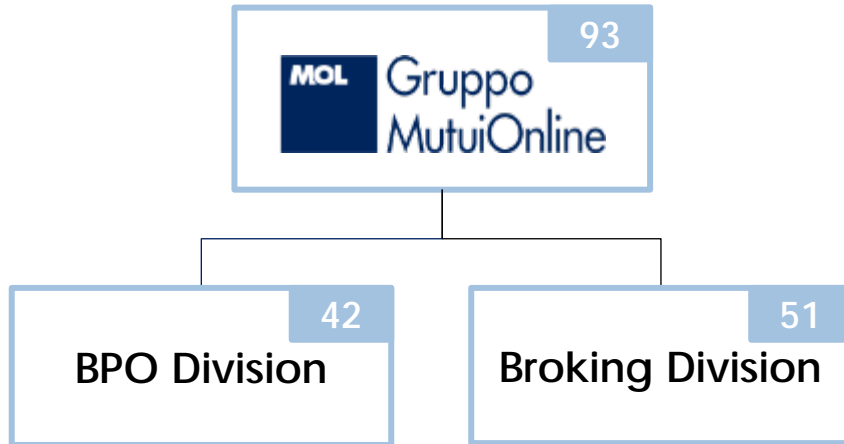 93
MOL
Gruppo
MutuiOnline
42
BPO Division
51
Broking Division